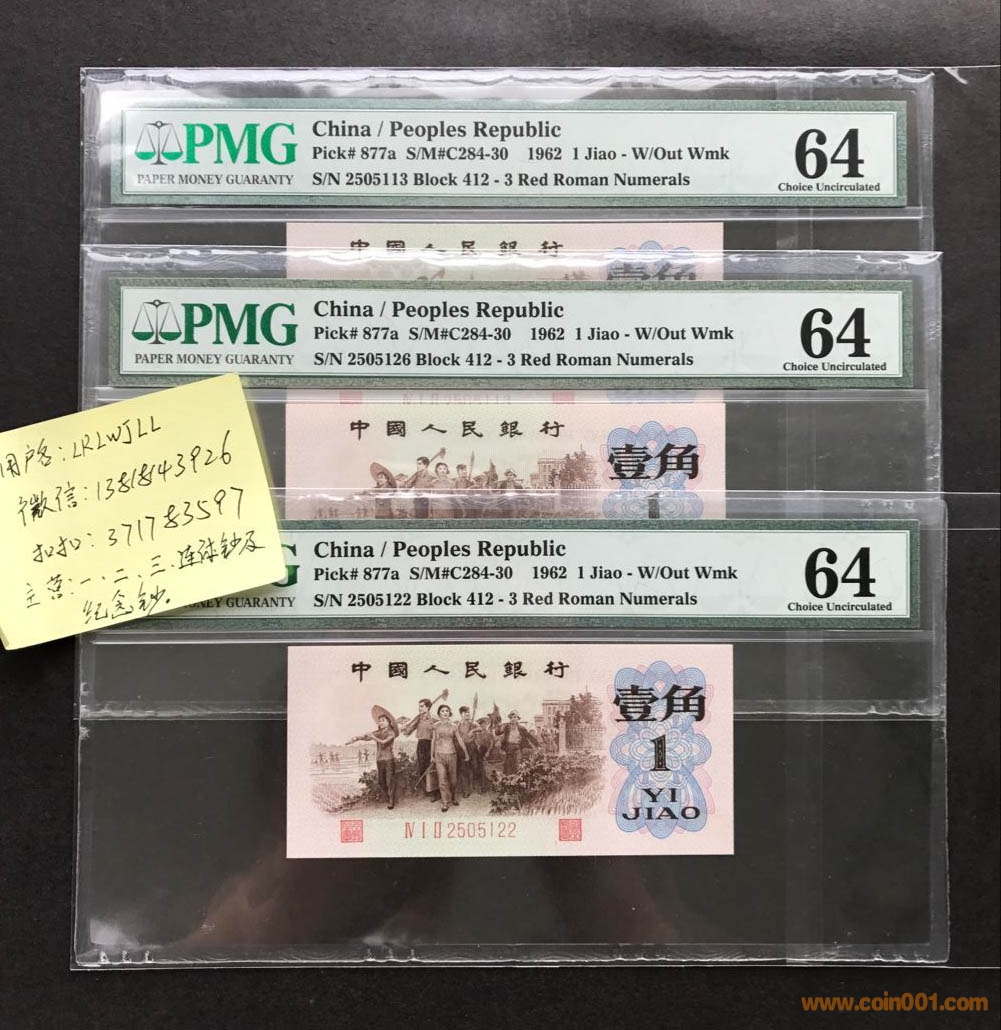 PMG
PAPER MONEY GUARANTY
China / Peoples Republic
Pick# 877a S/M#C284-30 1962 1 Jiao - W/Out Wmk
S/N 2505113 Block 412 - 3 Red Roman Numerals
64
Choice Uncirculated
中國人民銀行
壹角
PMG
PAPER MONEY GUARANTY
China / Peoples Republic
Pick# 877a S/M#C284-30 1962 1 Jiao - W/Out Wmk
S/N 2505126 Block 412 - 3 Red Roman Numerals
64
Choice Uncirculated
Ⅳ Ⅰ Ⅱ 2505113
中國人民銀行
壹角
1
用户名:LRLWJLL
微信:13818143926
扣扣:371783597
主营:一、二、三、连体钞及
纪念钞。
G
NEY GUARANTY
China / Peoples Republic
Pick# 877a S/M#C284-30 1962 1 Jiao - W/Out Wmk
S/N 2505122 Block 412 - 3 Red Roman Numerals
64
Choice Uncirculated
中國人民銀行
壹角
1
YI
JIAO
Ⅳ Ⅰ Ⅱ 2505122
www.coin001.com